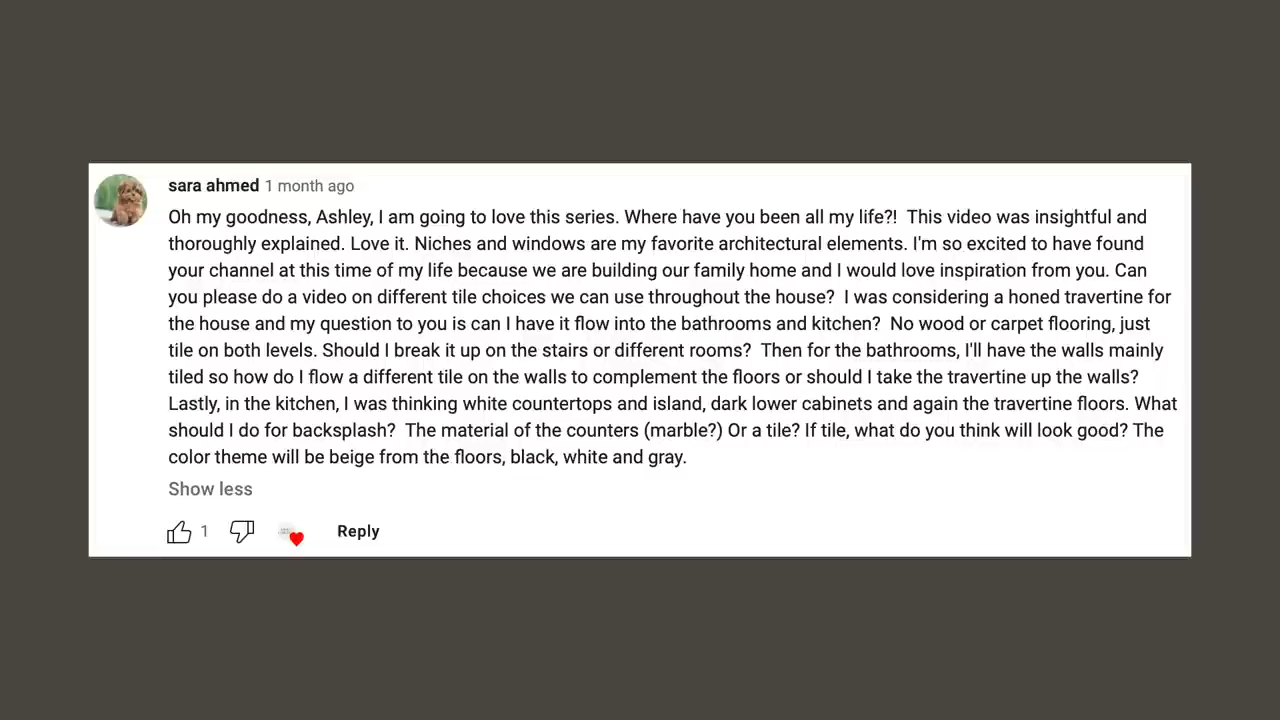 sara ahmed 1 month ago
Oh my goodness, Ashley, I am going to love this series. Where have you been all my life?!  This video was insightful and
thoroughly explained. Love it. Niches and windows are my favorite architectural elements. I'm so excited to have found
your channel at this time of my life because we are building our family home and I would love inspiration from you. Can
you please do a video on different tile choices we can use throughout the house?  I was considering a honed travertine for
the house and my question to you is can I have it flow into the bathrooms and kitchen?  No wood or carpet flooring, just
tile on both levels. Should I break it up on the stairs or different rooms?  Then for the bathrooms, I'll have the walls mainly
tiled so how do I flow a different tile on the walls to complement the floors or should I take the travertine up the walls?
Lastly, in the kitchen, I was thinking white countertops and island, dark lower cabinets and again the travertine floors. What
should I do for backsplash?  The material of the counters (marble?) Or a tile? If tile, what do you think will look good? The
color theme will be beige from the floors, black, white and gray.
Show less
1 Reply